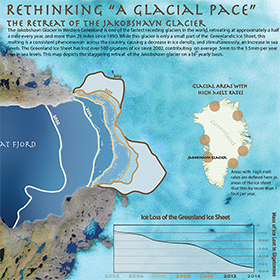 RETHINKING "A GLACIAL PACE"
THE RETREAT OF THE JAKOBSHAVN GLACIER
The Jakobshavn Glacier in Western Greenland is one of the fastest receding glaciers in the world, retreating at approximately a half
a mile every year, and more than 25 miles since 1850. While this glacier is only a small part of the Greenlandic Ice Sheet, this
melting is a consistent phenomenon across the country, causing a decrease in ice density, and simultaneously, an increase in sea
levels. The Greenland Ice Sheet has lost over 500 gigatons of ice since 2002, contributing on average .5mm to the 3.5mm per year
rise in sea levels. This map depicts the staggering retreat of the Jakobshavn glacier on a year
GLACIAL AREAS WITH
HIGH MELT RATES
JAKOBSHAVN GLACIER
Areas with high melt
rates are defined here as
areas of the ice sheet
that thin by more than 1
foot per year.
AT FJORD
Ice Loss of the Greenland Ice Sheet
Mass of Ice Lost in Gigatons
2002
2004
2006
2008
2010
2012
2014